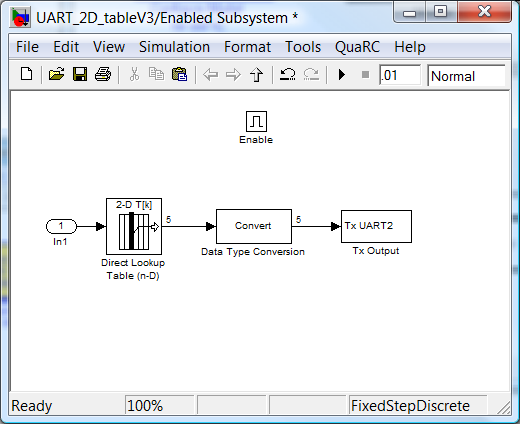 UART_2D_tableV3/Enabled Subsystem *
File Edit View Simulation Format Tools QuaRC Help
.01 Normal
Enable
2-D T[k]
1
5
Convert
5
Tx UART2
In1
Direct Lookup
Table (n-D)
Data Type Conversion
Tx Output
Ready 100% FixedStepDiscrete